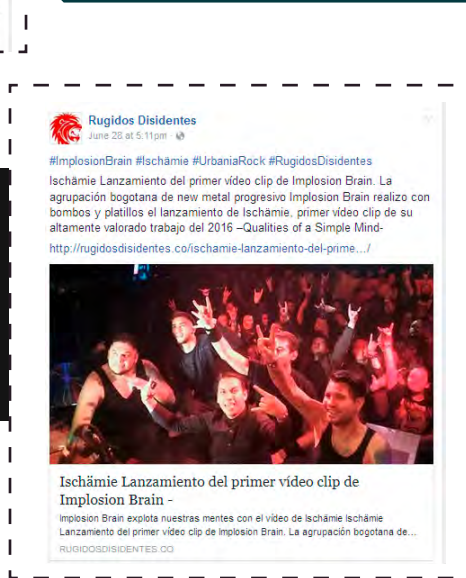 Rugidos Disidentes
June 28 at 5:11pm ·
#ImplosionBrain #Ischämie #UrbaniaRock #RugidosDisidentes
Ischämie Lanzamiento del primer vídeo clip de Implosion Brain. La
agrupación bogotana de new metal progresivo Implosion Brain realizo con
bombos y platillos el lanzamiento de Ischämie, primer vídeo clip de su
altamente valorado trabajo del 2016 –Qualities of a Simple Mind-
http://rugidosdisidentes.co/ischamie-lanzamiento-del-prime.../
Ischämie Lanzamiento del primer vídeo clip de
Implosion Brain -
Implosion Brain explota nuestras mentes con el vídeo de Ischämie Ischämie
Lanzamiento del primer vídeo clip de Implosion Brain. La agrupación bogotana de...
RUGIDOSDISIDENTES.CO